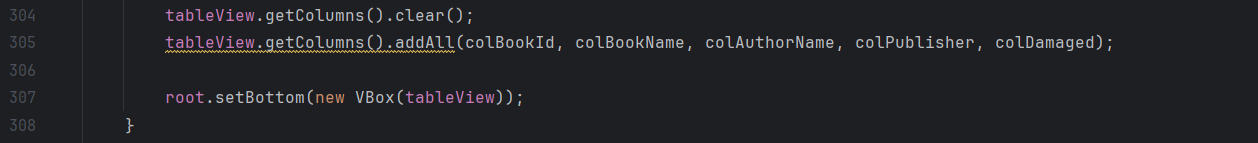 304 tableView.getColumns().clear();
305 tableView.getColumns().addAll(colBookId, colBookName, colAuthorName, colPublisher, colDamaged);
306
307 root.setBottom(new VBox(tableView));
308 }